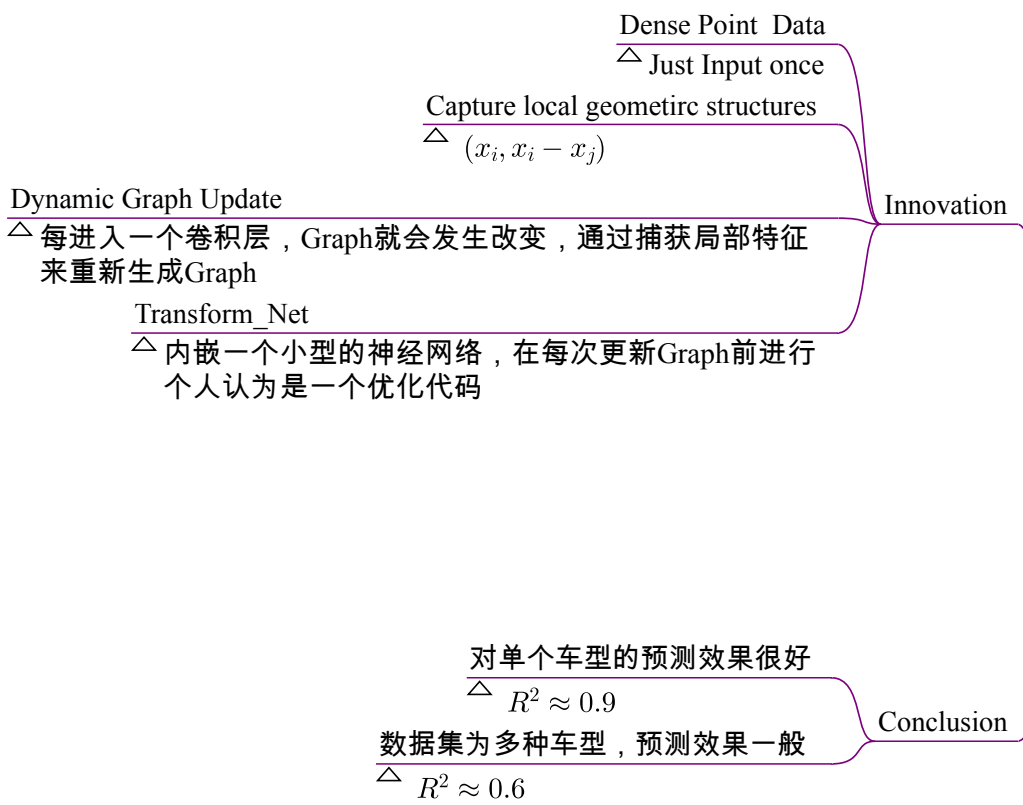 Dense Point  Data
Just Input once
Capture local geometirc structures
(x_i, x_i − x_j)
Innovation
Dynamic Graph Update
每进入一个卷积层，Graph就会发生改变，通过捕获局部特征
来重新生成Graph
Transform_Net
内嵌一个小型的神经网络，在每次更新Graph前进行
个人认为是一个优化代码
对单个车型的预测效果很好
R² ≈ 0.9
Conclusion
数据集为多种车型，预测效果一般
R² ≈ 0.6